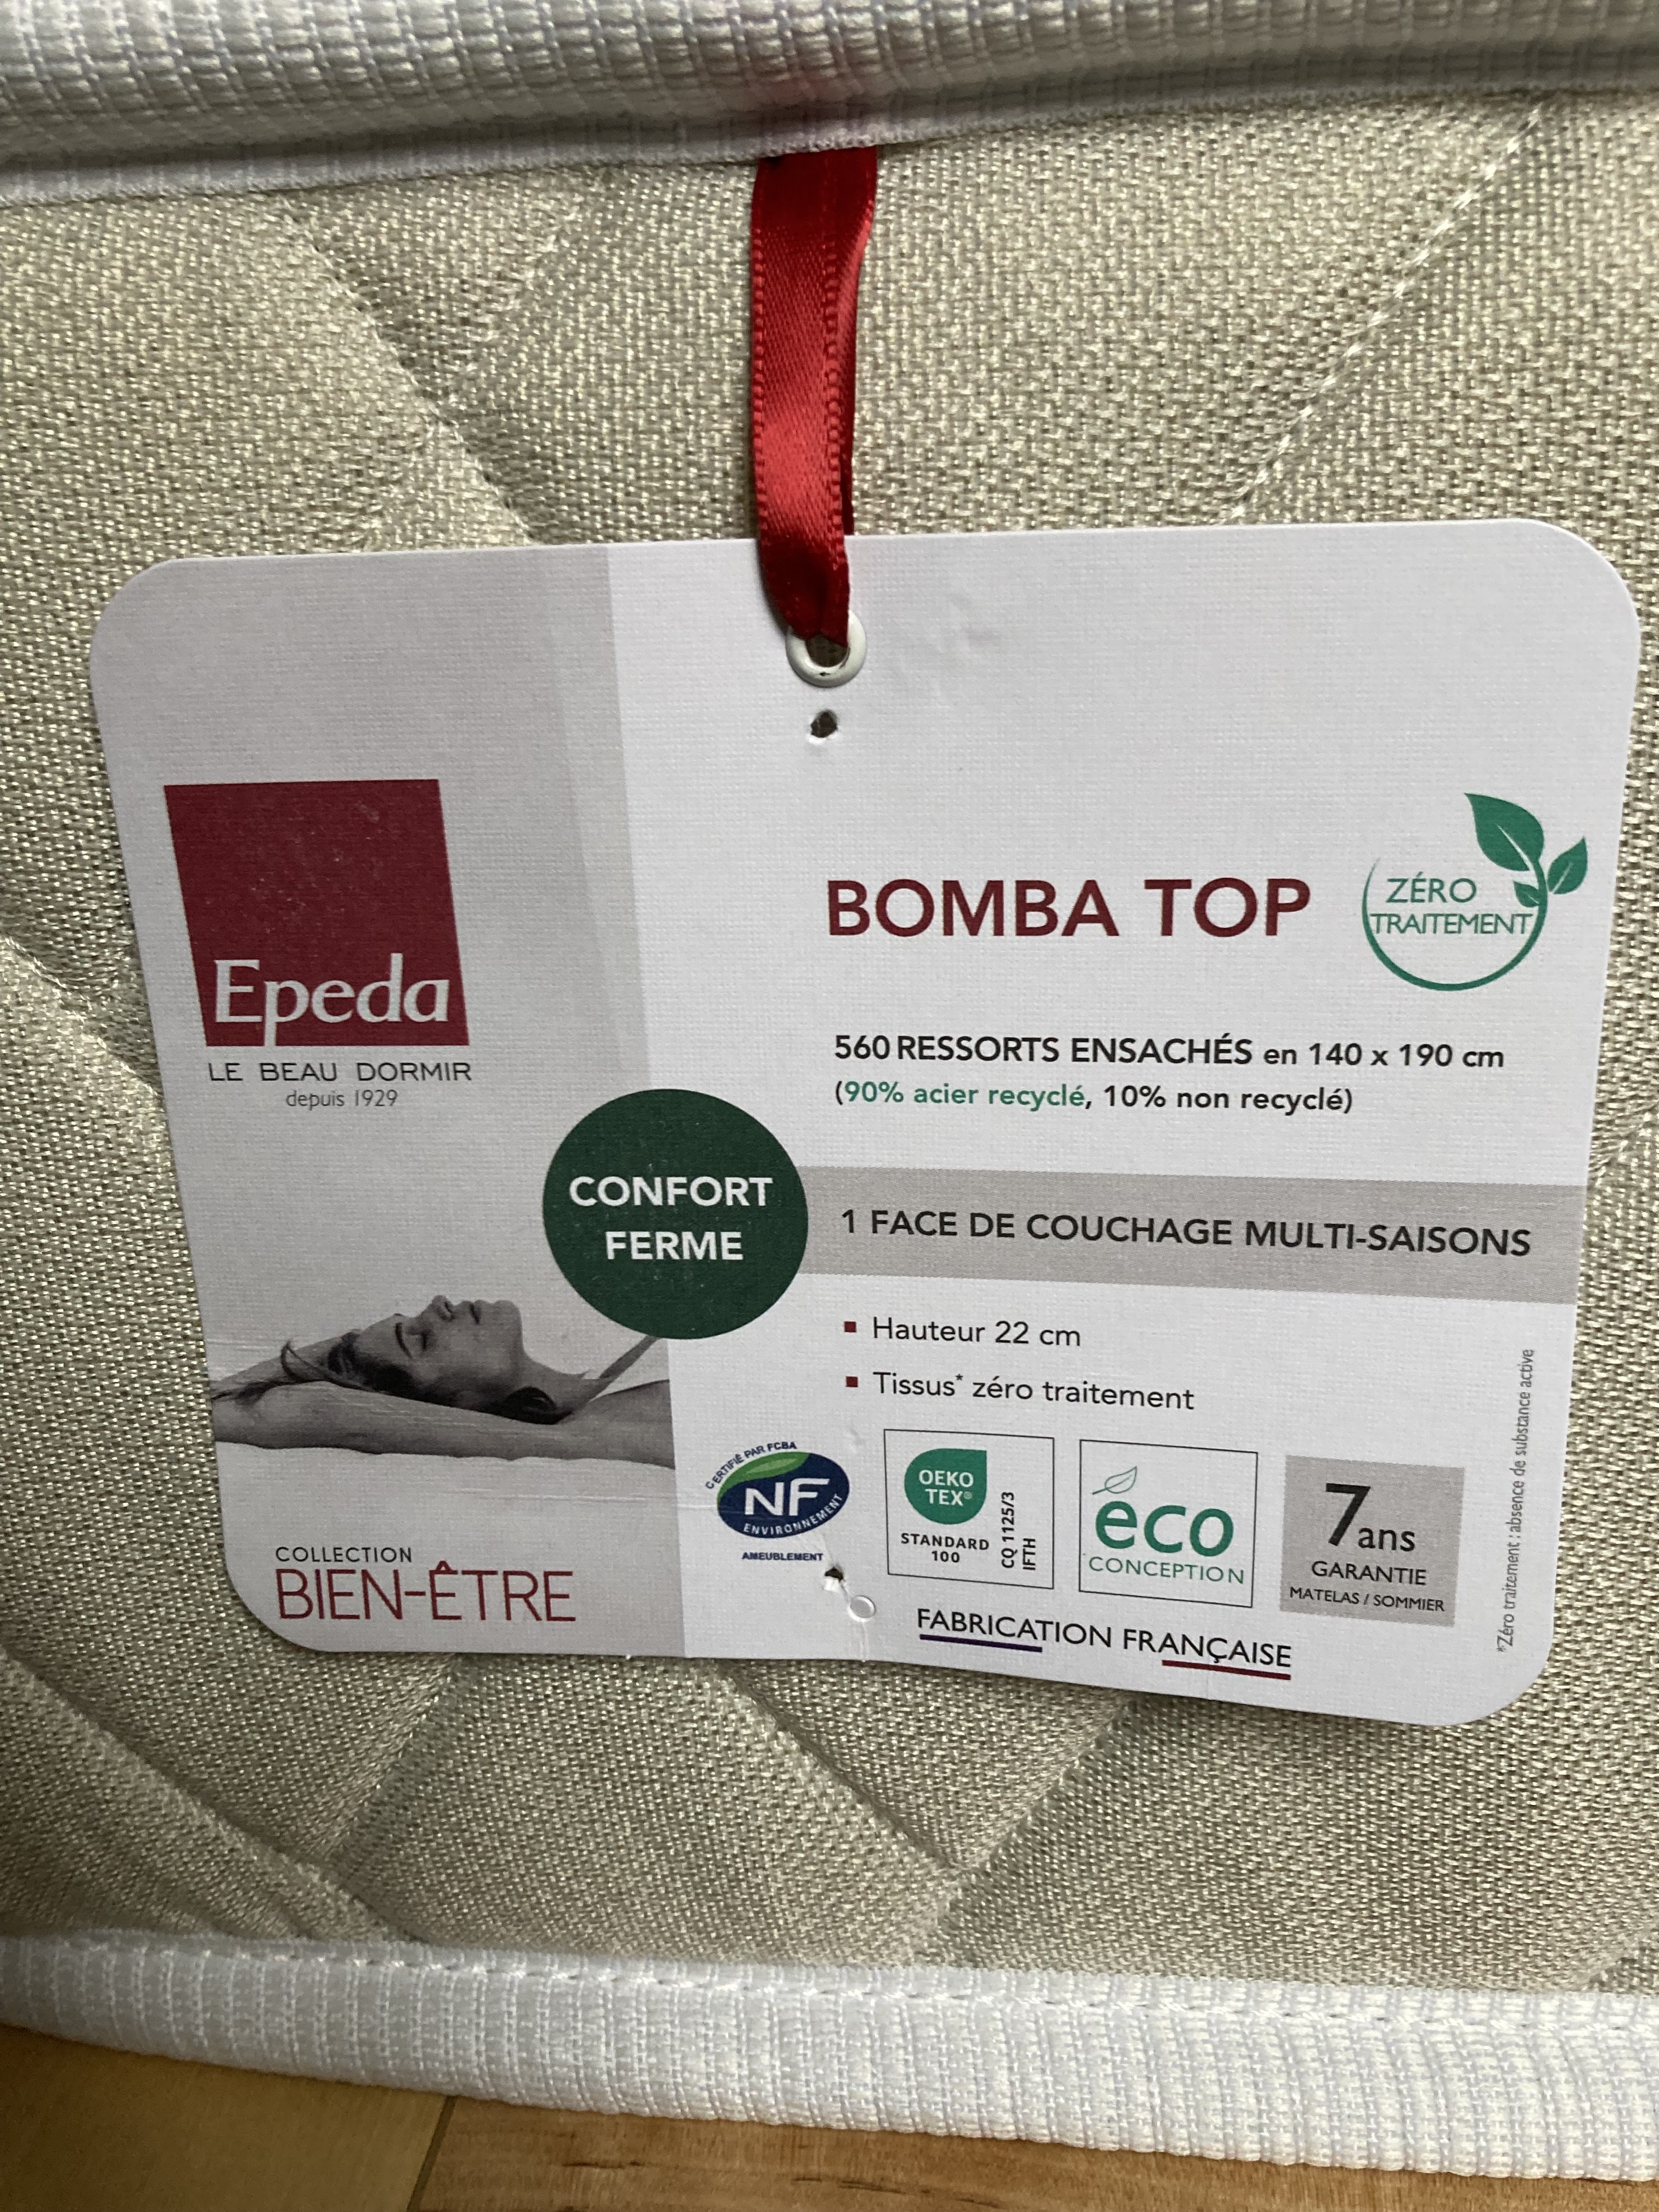 Epeda
LE BEAU DORMIR
depuis 1929
BOMBA TOP
ZÉRO
TRAITEMENT
560 RESSORTS ENSACHÉS en 140 x 190 cm
(90% acier recyclé, 10% non recyclé)
CONFORT
FERME
1 FACE DE COUCHAGE MULTI-SAISONS
▪ Hauteur 22 cm
▪ Tissus* zéro traitement
CERTIFIÉ PAR FCBA
NF
ENVIRONNEMENT
AMEUBLEMENT
OEKO
TEX®
STANDARD
100
CQ 1125/3
IFTH
éco
CONCEPTION
7ans
GARANTIE
MATELAS / SOMMIER
*Zéro traitement : absence de substance active
COLLECTION
BIEN-ÊTRE
FABRICATION FRANÇAISE